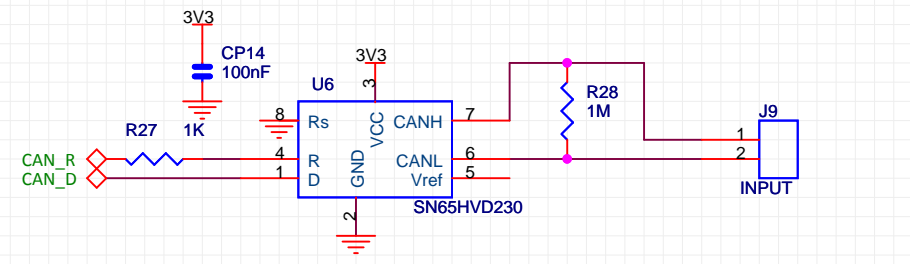 3V3
CP14
100nF
3V3
U6
3
R28
1M
J9
8
Rs
VCC
CANH
7
1
R27
1K
CAN_R
4
R
CANL
6
2
CAN_D
1
D
GND
Vref
5
INPUT
SN65HVD230
2